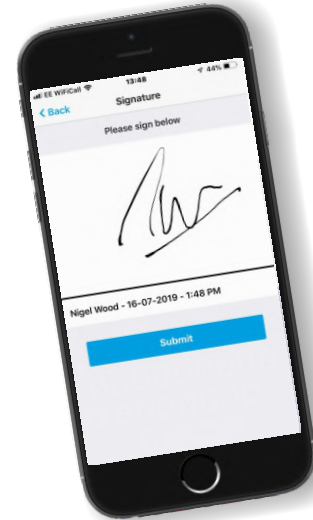 EE WiFiCall 13:48 44%
Back Signature
Please sign below
Nigel Wood - 16-07-2019 - 1:48 PM
Submit